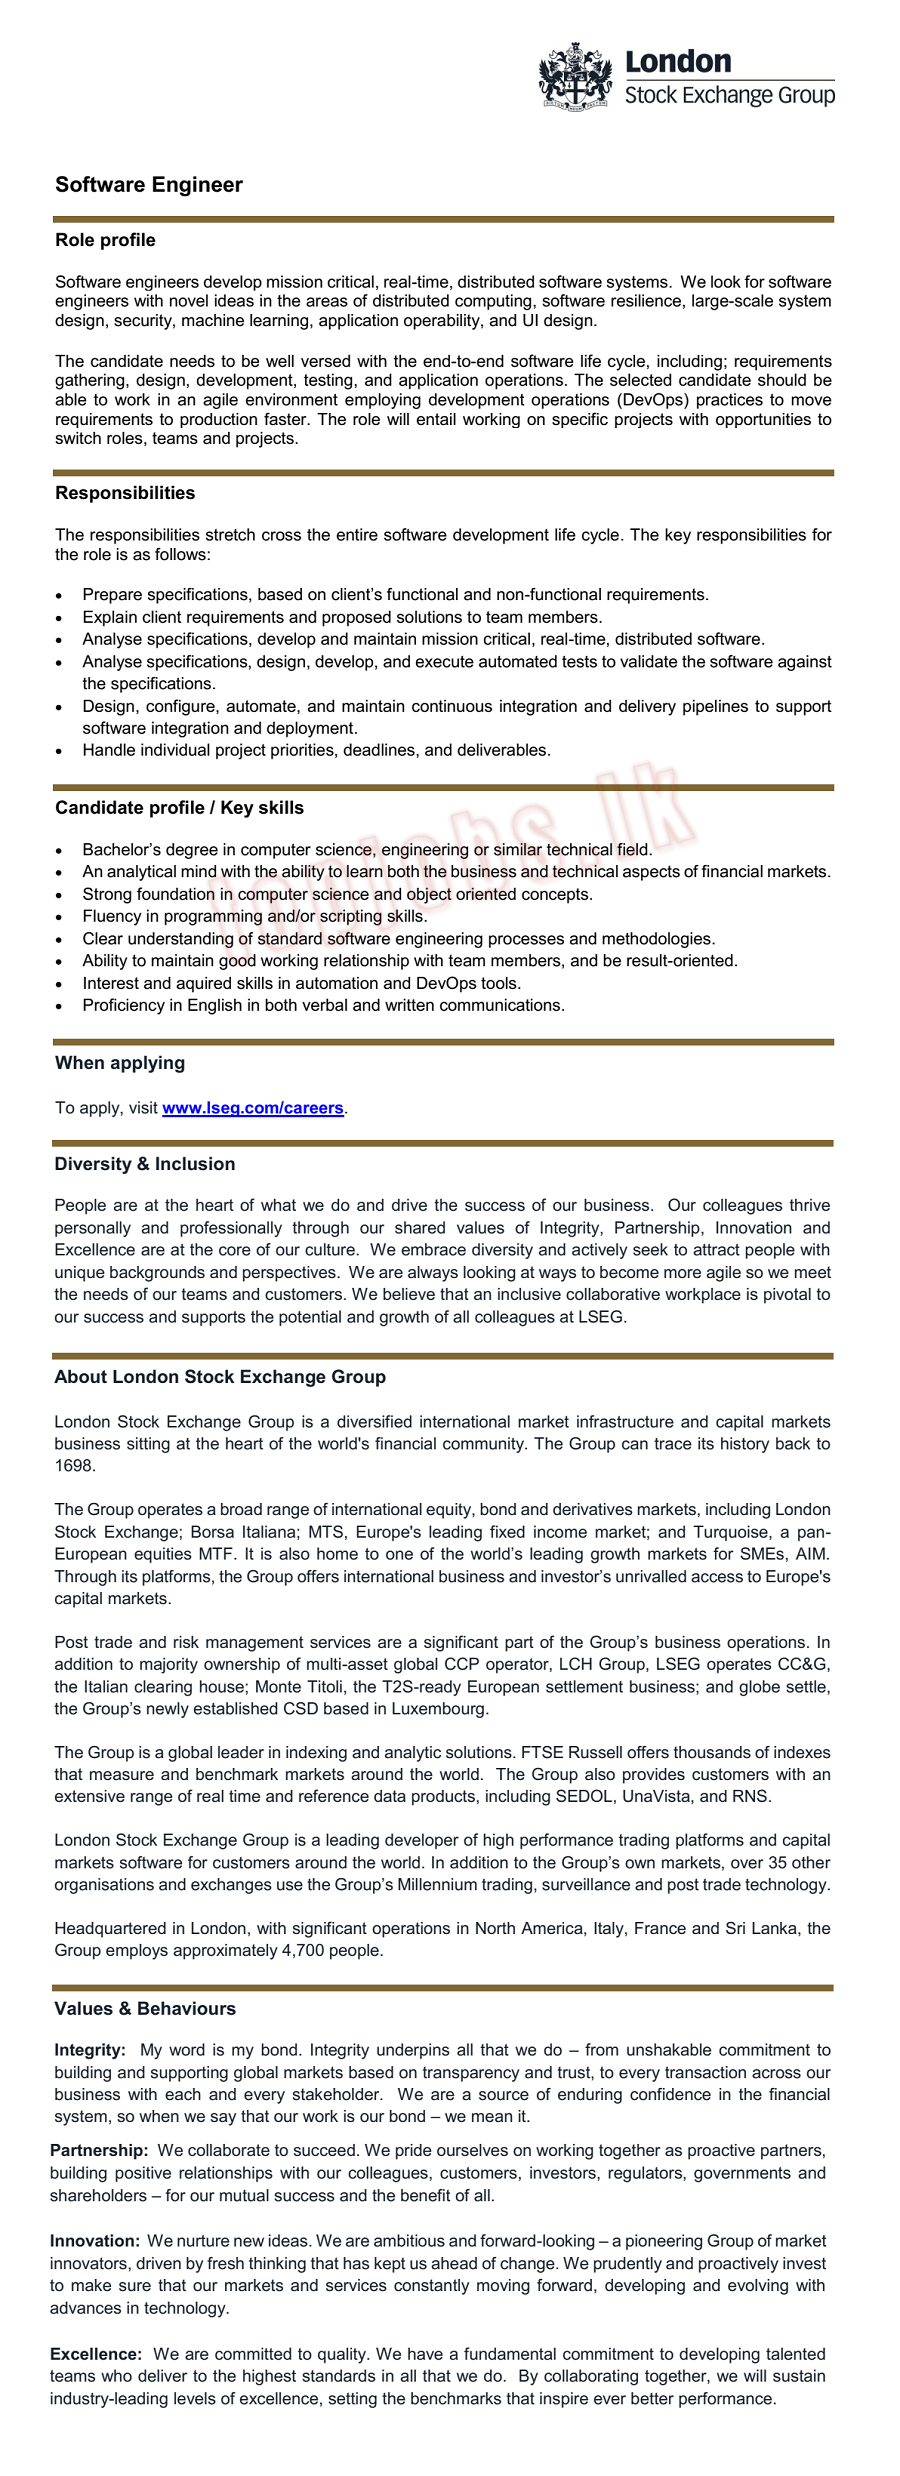 London
Stock Exchange Group
Software Engineer
Role profile
Software engineers develop mission critical, real-time, distributed software systems.  We look for software
engineers with novel ideas in the areas of distributed computing, software resilience, large-scale system
design, security, machine learning, application operability, and UI design.
The candidate needs to be well versed with the end-to-end software life cycle, including; requirements
gathering, design, development, testing, and application operations. The selected candidate should be
able to work in an agile environment employing development operations (DevOps) practices to move
requirements to production faster. The role will entail working on specific projects with opportunities to
switch roles, teams and projects.
Responsibilities
The responsibilities stretch cross the entire software development life cycle. The key responsibilities for
the role is as follows:
• Prepare specifications, based on client’s functional and non-functional requirements.
• Explain client requirements and proposed solutions to team members.
• Analyse specifications, develop and maintain mission critical, real-time, distributed software.
• Analyse specifications, design, develop, and execute automated tests to validate the software against
the specifications.
• Design, configure, automate, and maintain continuous integration and delivery pipelines to support
software integration and deployment.
• Handle individual project priorities, deadlines, and deliverables.
topjobs.lk
Candidate profile / Key skills
• Bachelor’s degree in computer science, engineering or similar technical field.
• An analytical mind with the ability to learn both the business and technical aspects of financial markets.
• Strong foundation in computer science and object oriented concepts.
• Fluency in programming and/or scripting skills.
• Clear understanding of standard software engineering processes and methodologies.
• Ability to maintain good working relationship with team members, and be result-oriented.
• Interest and aquired skills in automation and DevOps tools.
• Proficiency in English in both verbal and written communications.
When applying
To apply, visit www.lseg.com/careers.
Diversity & Inclusion
People are at the heart of what we do and drive the success of our business.  Our colleagues thrive
personally and professionally through our shared values of Integrity, Partnership, Innovation and
Excellence are at the core of our culture.  We embrace diversity and actively seek to attract people with
unique backgrounds and perspectives.  We are always looking at ways to become more agile so we meet
the needs of our teams and customers. We believe that an inclusive collaborative workplace is pivotal to
our success and supports the potential and growth of all colleagues at LSEG.
About London Stock Exchange Group
London Stock Exchange Group is a diversified international market infrastructure and capital markets
business sitting at the heart of the world's financial community. The Group can trace its history back to
1698.
The Group operates a broad range of international equity, bond and derivatives markets, including London
Stock Exchange; Borsa Italiana; MTS, Europe's leading fixed income market; and Turquoise, a pan-
European equities MTF. It is also home to one of the world’s leading growth markets for SMEs, AIM.
Through its platforms, the Group offers international business and investor’s unrivalled access to Europe's
capital markets.
Post trade and risk management services are a significant part of the Group’s business operations. In
addition to majority ownership of multi-asset global CCP operator, LCH Group, LSEG operates CC&G,
the Italian clearing house; Monte Titoli, the T2S-ready European settlement business; and globe settle,
the Group’s newly established CSD based in Luxembourg.
The Group is a global leader in indexing and analytic solutions. FTSE Russell offers thousands of indexes
that measure and benchmark markets around the world.  The Group also provides customers with an
extensive range of real time and reference data products, including SEDOL, UnaVista, and RNS.
London Stock Exchange Group is a leading developer of high performance trading platforms and capital
markets software for customers around the world. In addition to the Group’s own markets, over 35 other
organisations and exchanges use the Group’s Millennium trading, surveillance and post trade technology.
Headquartered in London, with significant operations in North America, Italy, France and Sri Lanka, the
Group employs approximately 4,700 people.
Values & Behaviours
Integrity:  My word is my bond. Integrity underpins all that we do – from unshakable commitment to
building and supporting global markets based on transparency and trust, to every transaction across our
business with each and every stakeholder.  We are a source of enduring confidence in the financial
system, so when we say that our work is our bond – we mean it.
Partnership:  We collaborate to succeed. We pride ourselves on working together as proactive partners,
building positive relationships with our colleagues, customers, investors, regulators, governments and
shareholders – for our mutual success and the benefit of all.
Innovation:  We nurture new ideas. We are ambitious and forward-looking – a pioneering Group of market
innovators, driven by fresh thinking that has kept us ahead of change. We prudently and proactively invest
to make sure that our markets and services constantly moving forward, developing and evolving with
advances in technology.
Excellence:  We are committed to quality. We have a fundamental commitment to developing talented
teams who deliver to the highest standards in all that we do.  By collaborating together, we will sustain
industry-leading levels of excellence, setting the benchmarks that inspire ever better performance.